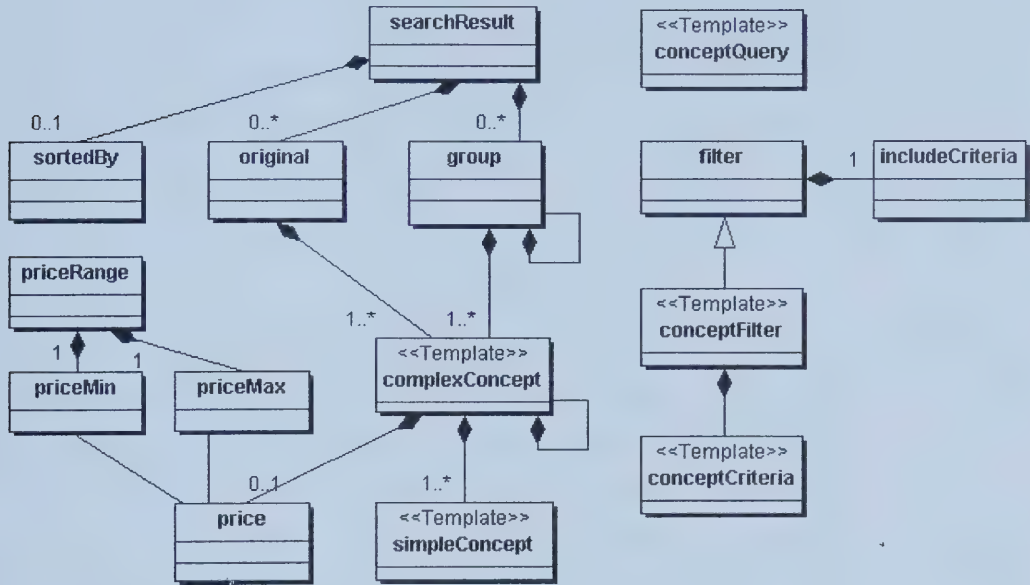 searchResult
<<Template>>
conceptQuery
0..1
0..*
0..*
sortedBy
original
group
filter
1
includeCriteria
priceRange
<<Template>>
conceptFilter
1..*
1..*
1
1
<<Template>>
complexConcept
priceMin
priceMax
<<Template>>
conceptCriteria
0..1
1..*
price
<<Template>>
simpleConcept